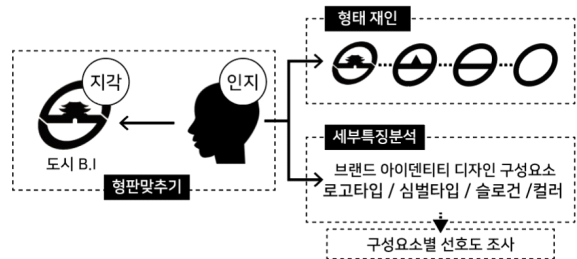 형태 재인
지각
인지
도시 B.I
형판맞추기
세부특징분석
브랜드 아이덴티티 디자인 구성요소
로고타입 / 심벌타입 / 슬로건 /컬러
구성요소별 선호도 조사